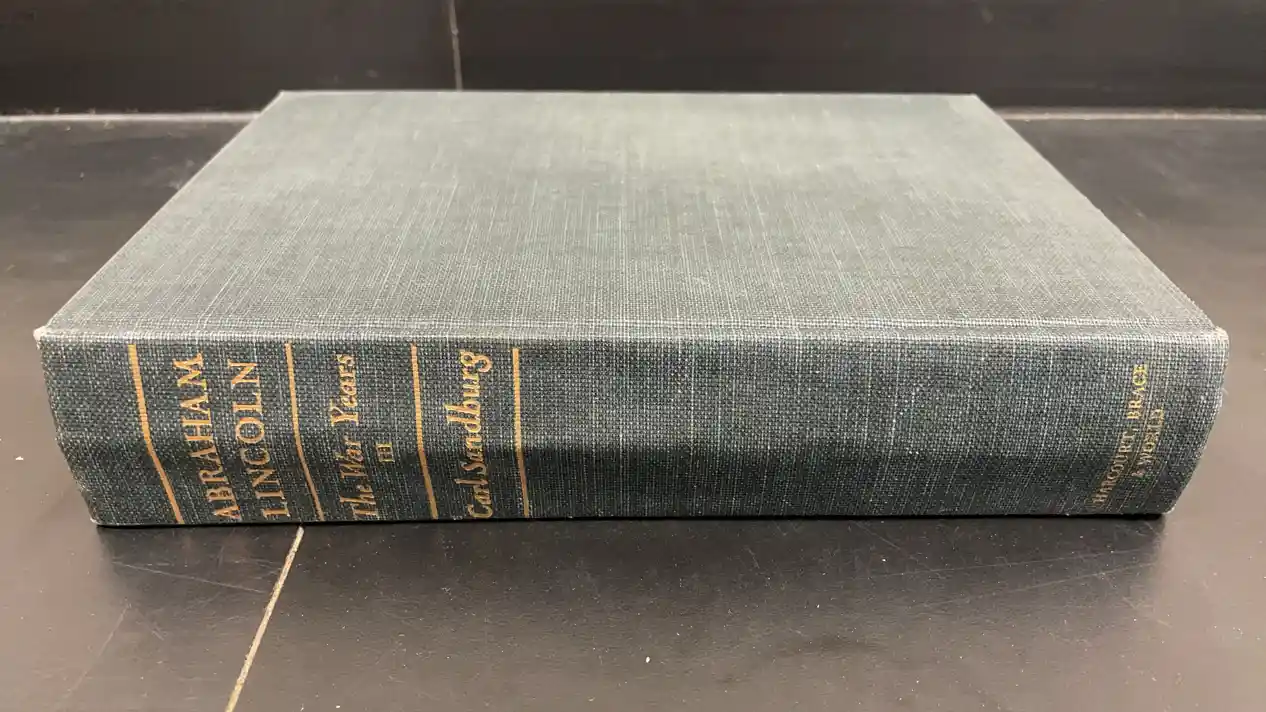 ABRAHAM
LINCOLN
The War Years
III
Carl Sandburg
HARCOURT, BRACE
& WORLD